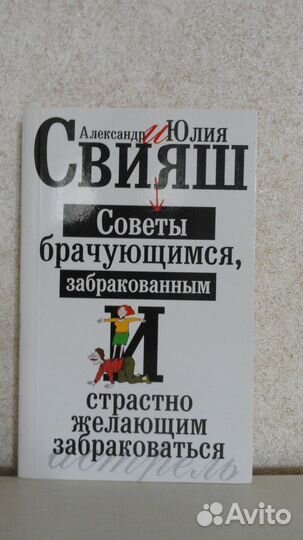 Александр и Юлия
СВИЯШ
Советы
брачующимся,
забракованным
И
страстно
желающим
забраковаться
астрель
Avito